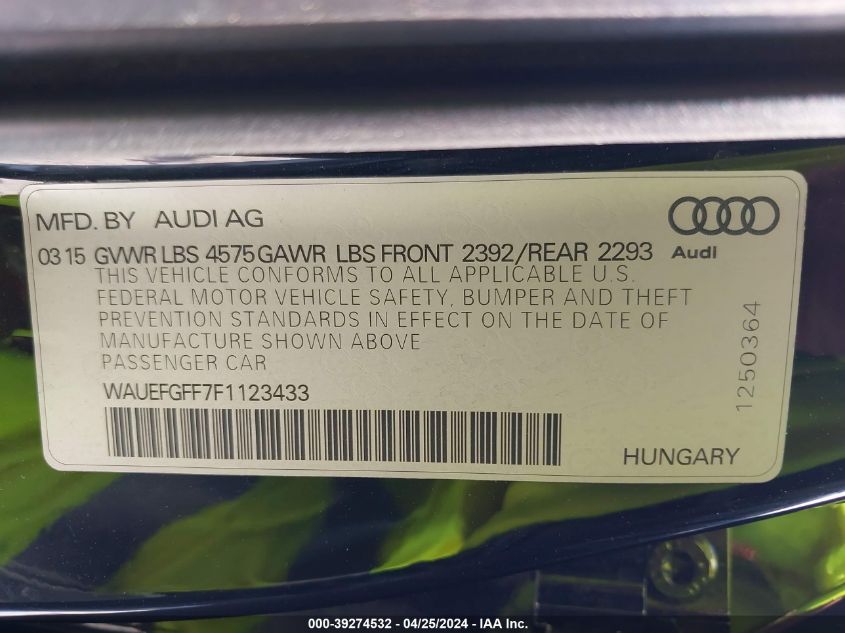 MFD. BY AUDI AG
03 15 GVWR LBS 4575 GAWR LBS FRONT 2392/REAR 2293 Audi
THIS VEHICLE CONFORMS TO ALL APPLICABLE U.S.
FEDERAL MOTOR VEHICLE SAFETY, BUMPER AND THEFT
PREVENTION STANDARDS IN EFFECT ON THE DATE OF
MANUFACTURE SHOWN ABOVE
PASSENGER CAR
WAUEFGFF7F1123433
1250364
HUNGARY
000-39274532 - 04/25/2024 - © IAA Inc.